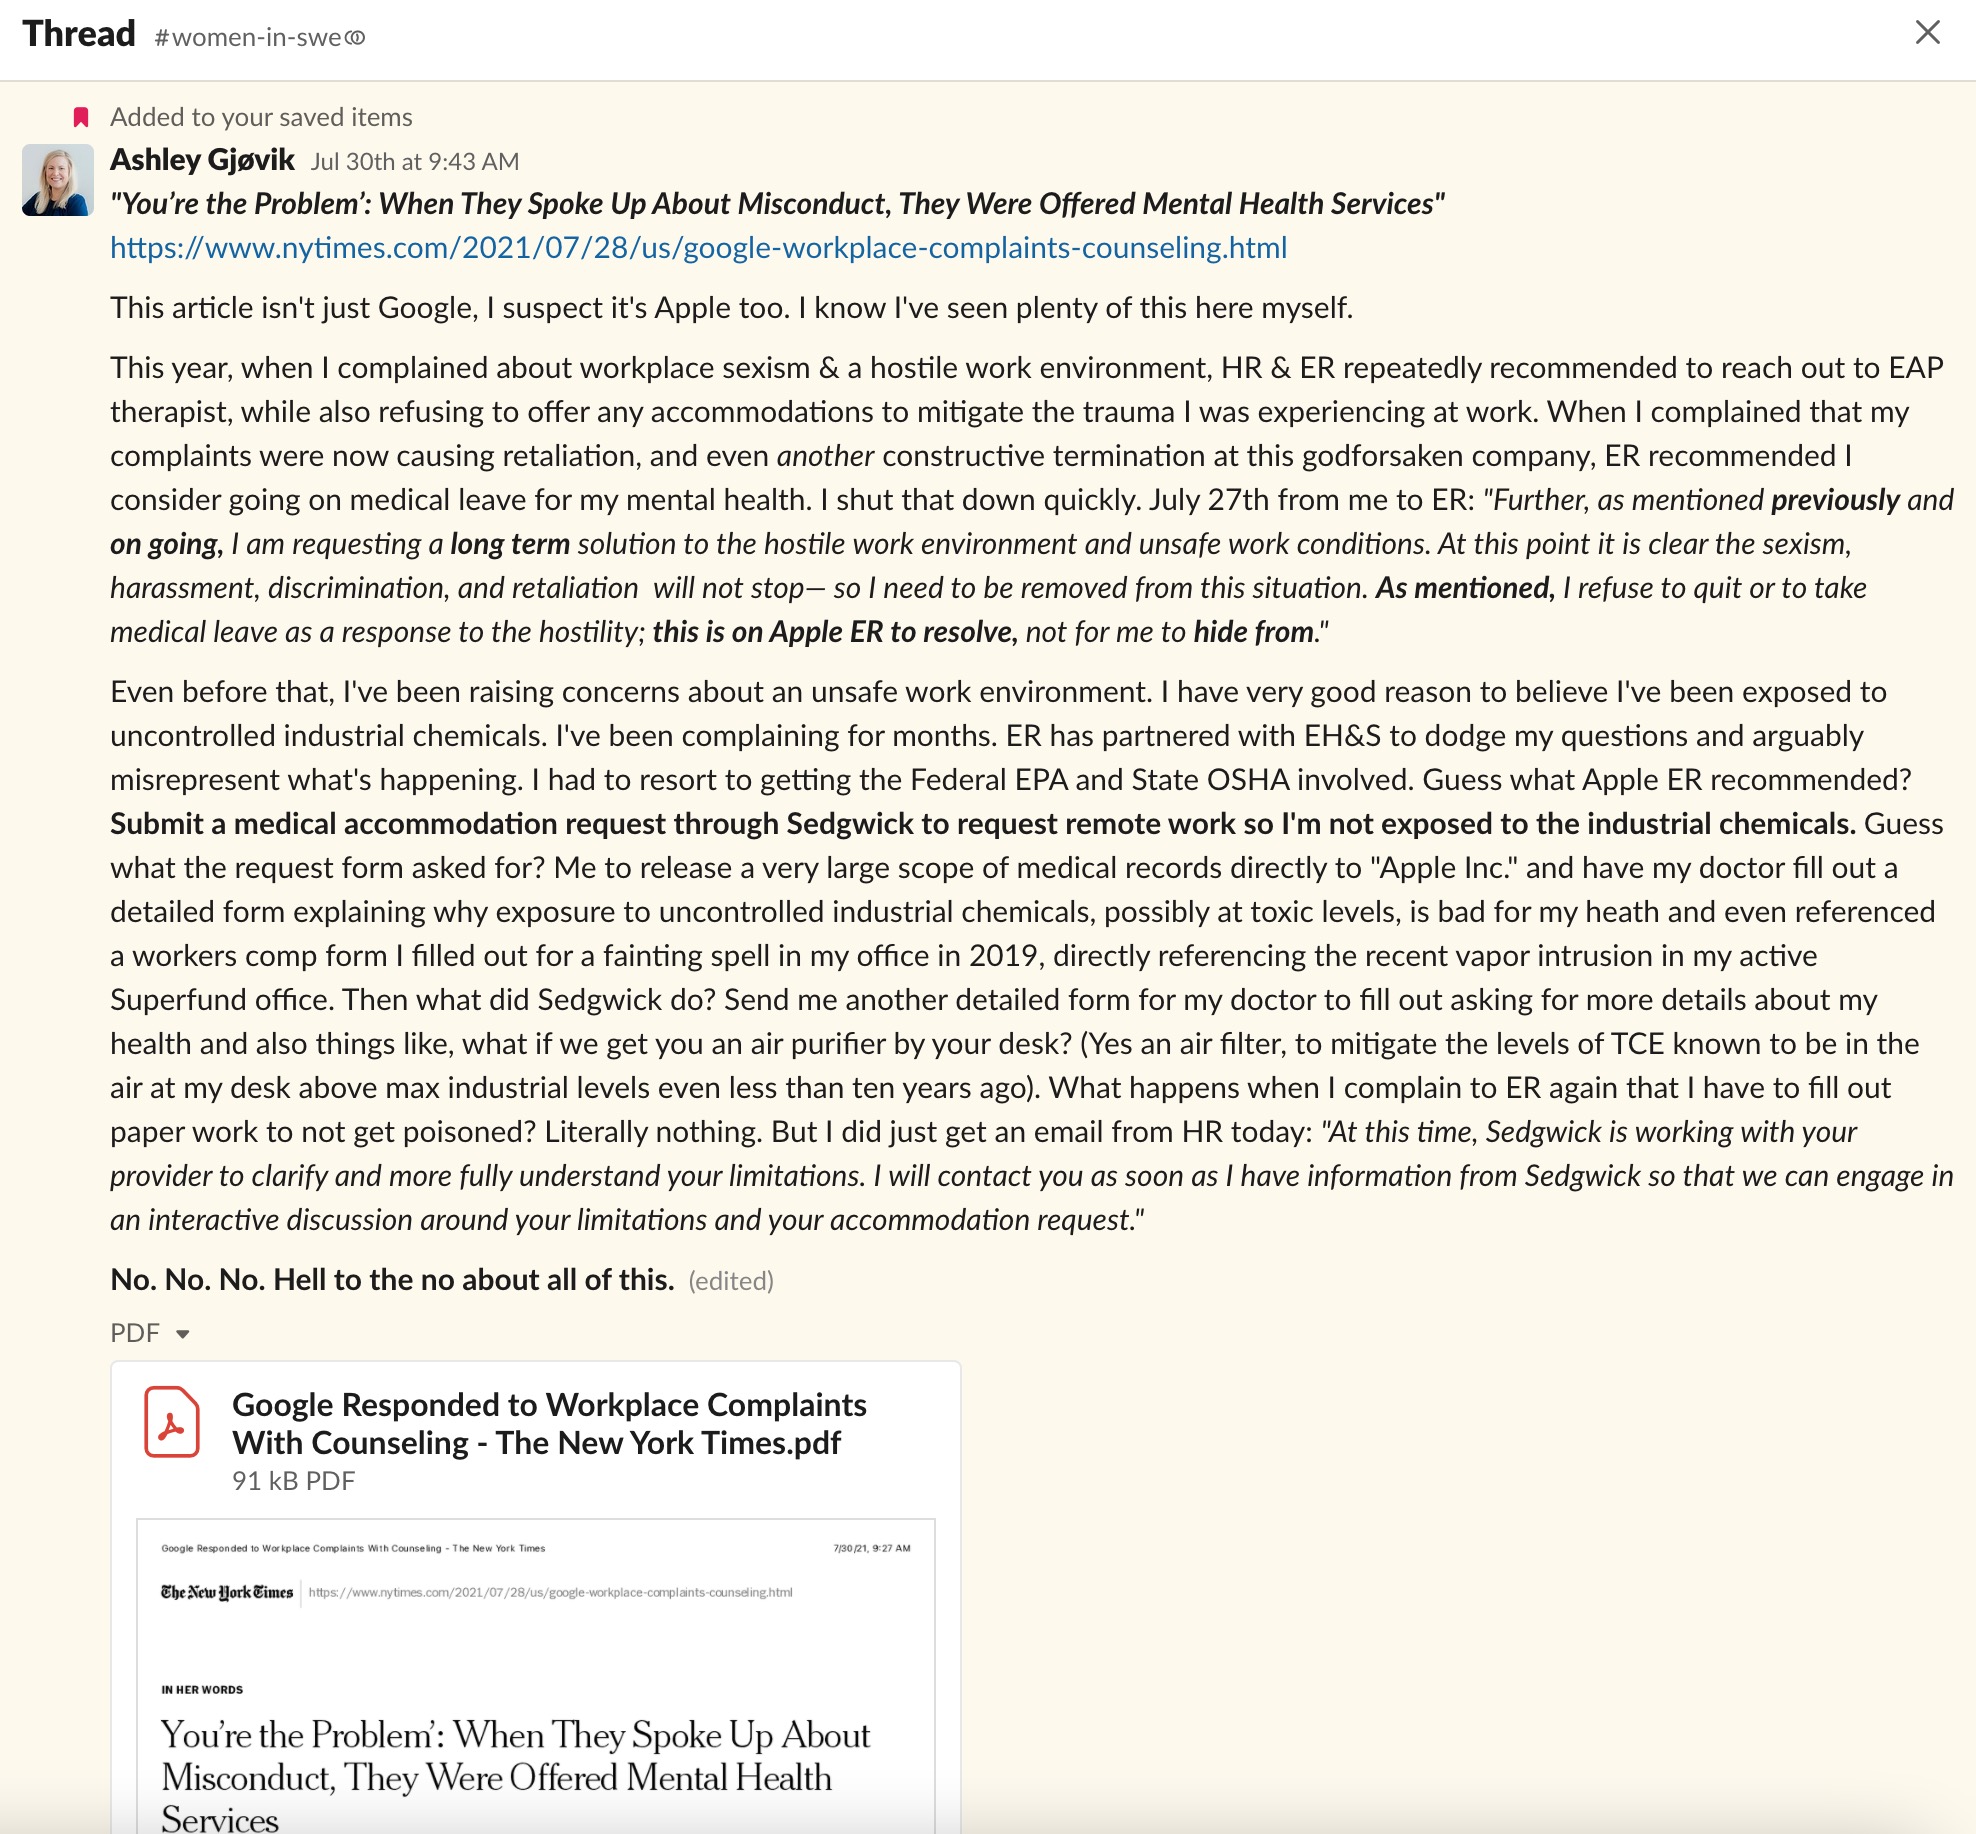 Thread #women-in-swe
Added to your saved items
Ashley Gjøvik Jul 30th at 9:43 AM
"You're the Problem': When They Spoke Up About Misconduct, They Were Offered Mental Health Services"
https://www.nytimes.com/2021/07/28/us/google-workplace-complaints-counseling.html
This article isn't just Google, I suspect it's Apple too. I know I've seen plenty of this here myself.
This year, when I complained about workplace sexism & a hostile work environment, HR & ER repeatedly recommended to reach out to EAP
therapist, while also refusing to offer any accommodations to mitigate the trauma I was experiencing at work. When I complained that my
complaints were now causing retaliation, and even another constructive termination at this godforsaken company, ER recommended I
consider going on medical leave for my mental health. I shut that down quickly. July 27th from me to ER: "Further, as mentioned previously and
on going, I am requesting a long term solution to the hostile work environment and unsafe work conditions. At this point it is clear the sexism,
harassment, discrimination, and retaliation  will not stop— so I need to be removed from this situation. As mentioned, I refuse to quit or to take
medical leave as a response to the hostility; this is on Apple ER to resolve, not for me to hide from."
Even before that, I've been raising concerns about an unsafe work environment. I have very good reason to believe I've been exposed to
uncontrolled industrial chemicals. I've been complaining for months. ER has partnered with EH&S to dodge my questions and arguably
misrepresent what's happening. I had to resort to getting the Federal EPA and State OSHA involved. Guess what Apple ER recommended?
Submit a medical accommodation request through Sedgwick to request remote work so I'm not exposed to the industrial chemicals. Guess
what the request form asked for? Me to release a very large scope of medical records directly to "Apple Inc." and have my doctor fill out a
detailed form explaining why exposure to uncontrolled industrial chemicals, possibly at toxic levels, is bad for my heath and even referenced
a workers comp form I filled out for a fainting spell in my office in 2019, directly referencing the recent vapor intrusion in my active
Superfund office. Then what did Sedgwick do? Send me another detailed form for my doctor to fill out asking for more details about my
health and also things like, what if we get you an air purifier by your desk? (Yes an air filter, to mitigate the levels of TCE known to be in the
air at my desk above max industrial levels even less than ten years ago). What happens when I complain to ER again that I have to fill out
paper work to not get poisoned? Literally nothing. But I did just get an email from HR today: "At this time, Sedgwick is working with your
provider to clarify and more fully understand your limitations. I will contact you as soon as I have information from Sedgwick so that we can engage in
an interactive discussion around your limitations and your accommodation request."
No. No. No. Hell to the no about all of this. (edited)
PDF
Google Responded to Workplace Complaints
With Counseling - The New York Times.pdf
91 kB PDF
Google Responded to Workplace Complaints With Counseling - The New York Times 7/30/21, 9:27 AM
The New York Times https://www.nytimes.com/2021/07/28/us/google-workplace-complaints-counseling.html
IN HER WORDS
You're the Problem': When They Spoke Up About
Misconduct, They Were Offered Mental Health
Services